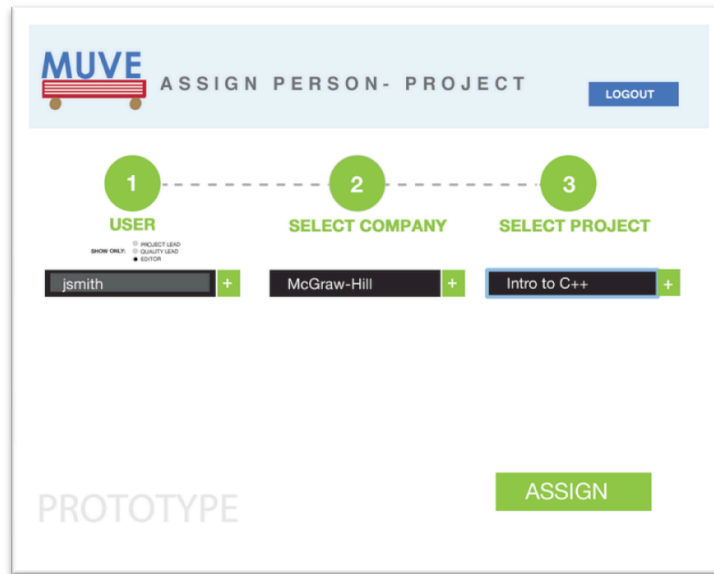 MUVE
ASSIGN PERSON- PROJECT
LOGOUT
1
2
3
USER
SELECT COMPANY
SELECT PROJECT
SHOW ONLY:
PROJECT LEAD
QUALITY LEAD
EDITOR
jsmith +
McGraw-Hill +
Intro to C++ +
ASSIGN
PROTOTYPE